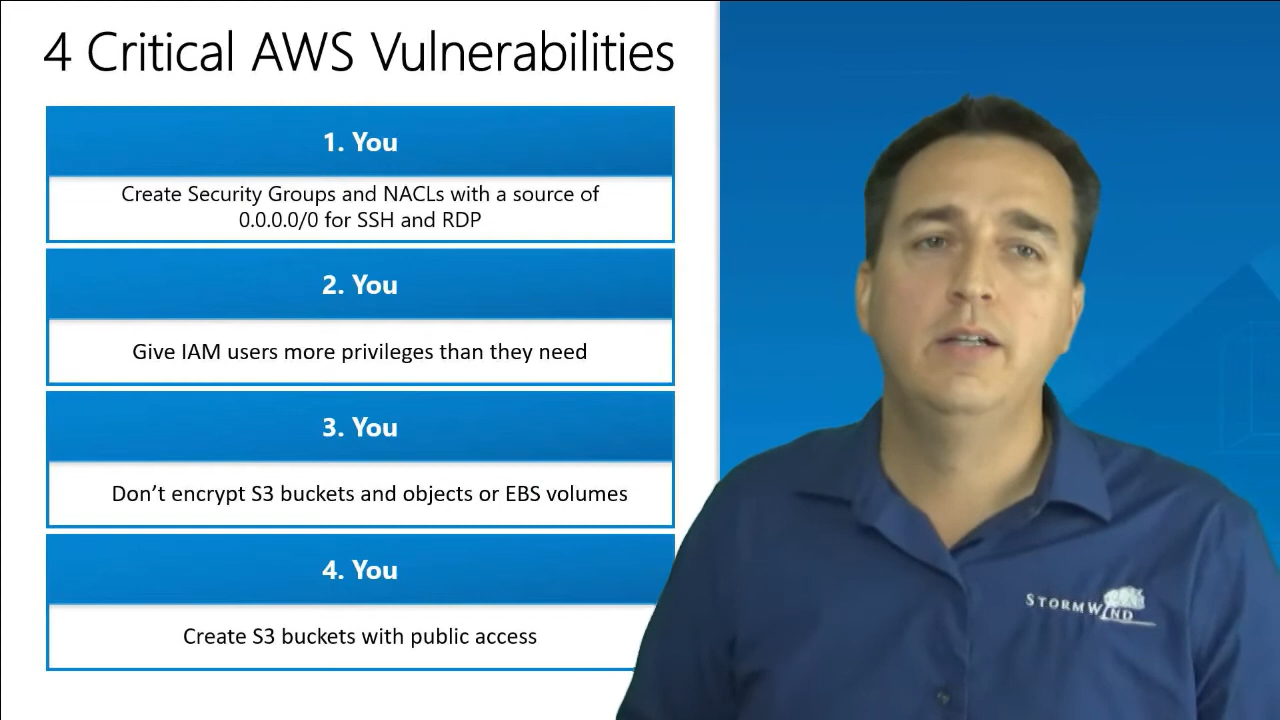 4 Critical AWS Vulnerabilities
1. You
Create Security Groups and NACLs with a source of
0.0.0.0/0 for SSH and RDP
2. You
Give IAM users more privileges than they need
3. You
Don’t encrypt S3 buckets and objects or EBS volumes
4. You
Create S3 buckets with public access
STORMWIND